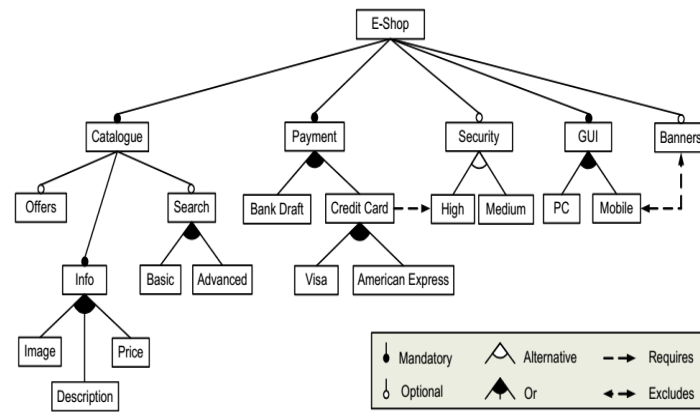 E-Shop
Catalogue
Payment
Security
GUI
Banners
Offers
Search
Bank Draft
Credit Card
High
Medium
PC
Mobile
Info
Basic
Advanced
Visa
American Express
Image
Price
Description
Mandatory
Alternative
Requires
Optional
Or
Excludes